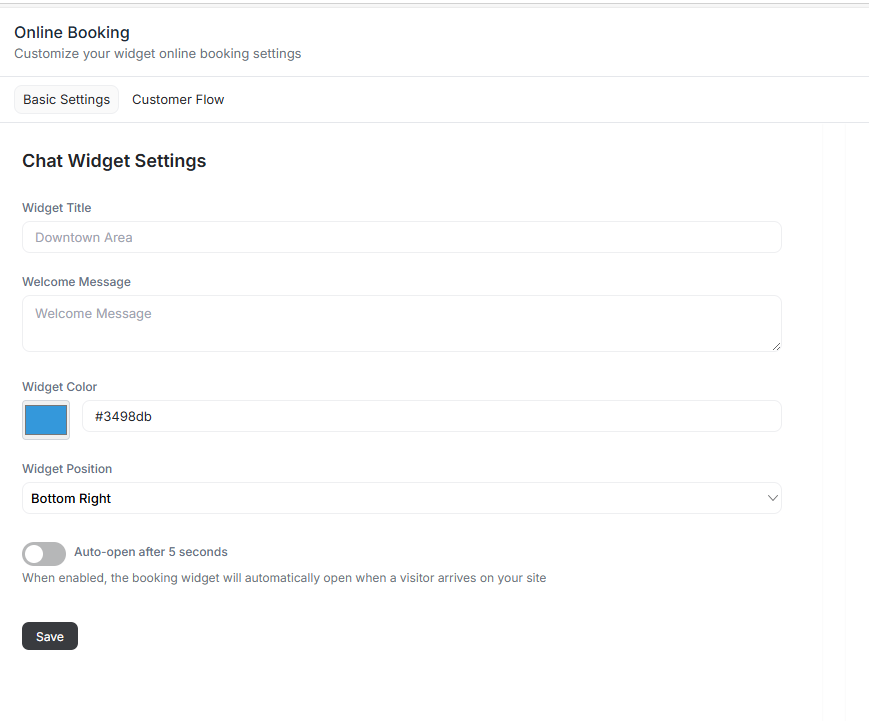 Online Booking
Customize your widget online booking settings
Basic Settings Customer Flow
Chat Widget Settings
Widget Title
Downtown Area
Welcome Message
Welcome Message
Widget Color
#3498db
Widget Position
Bottom Right
Auto-open after 5 seconds
When enabled, the booking widget will automatically open when a visitor arrives on your site
Save